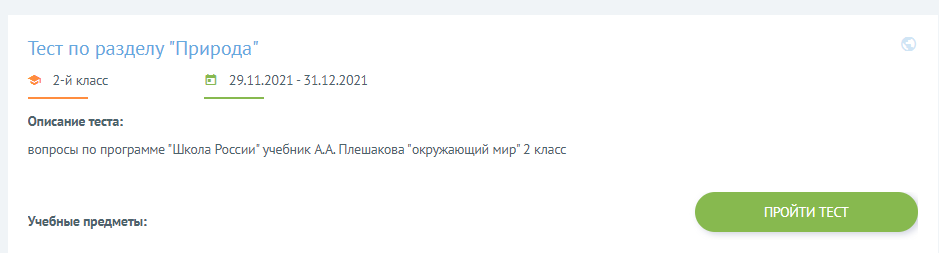 Тест по разделу "Природа"
2-й класс
29.11.2021 - 31.12.2021
Описание теста:
вопросы по программе "Школа России" учебник А.А. Плешакова "окружающий мир" 2 класс
ПРОЙТИ ТЕСТ
Учебные предметы: